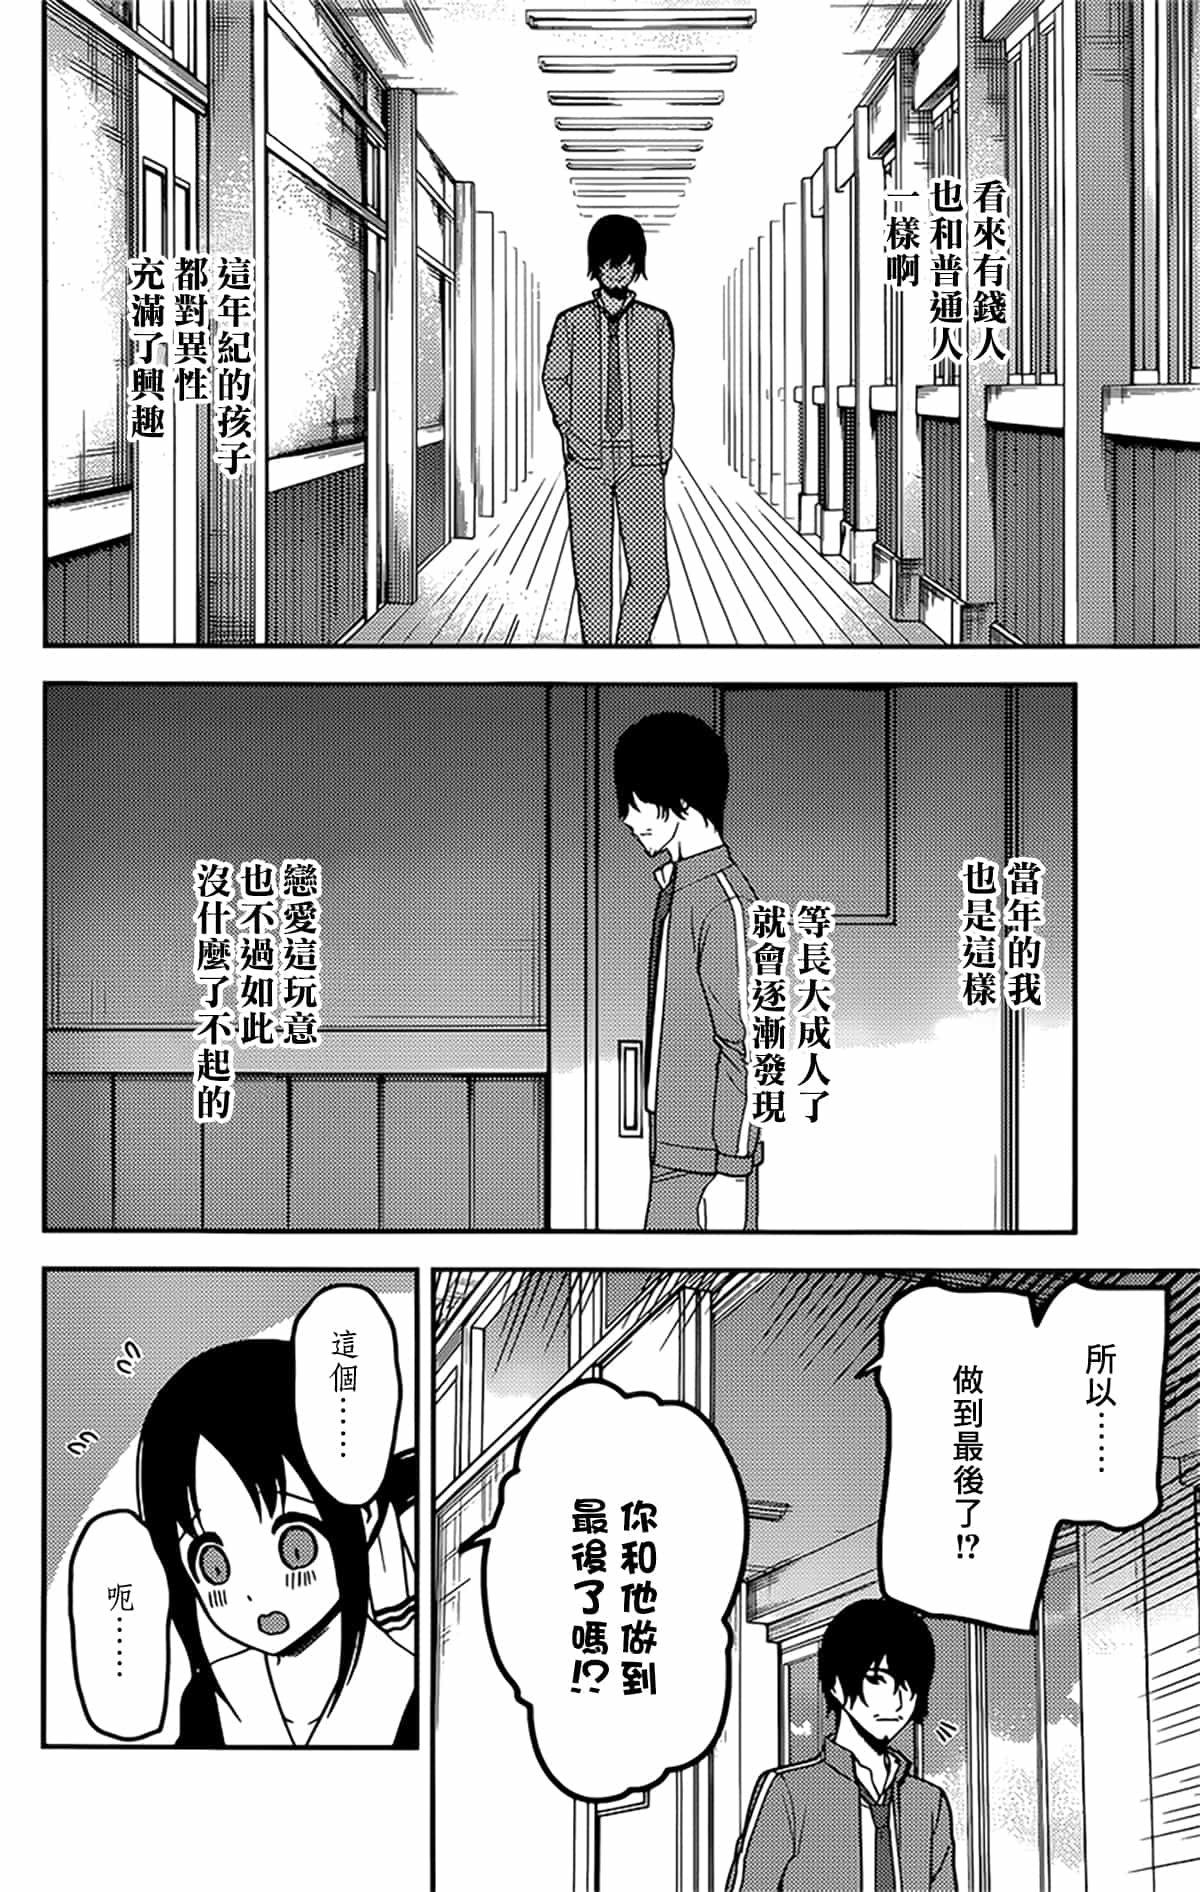 看來有錢人
也和普通人
一樣啊
這年紀的孩子
都對異性
充滿了興趣
當年的我
也是這樣
等長大成人了
就會逐漸發現
戀愛這玩意
也不過如此
沒什麼了不起的
所以……
做到最後了!?
你和他做到
最後了嗎!?
這個……
呃……